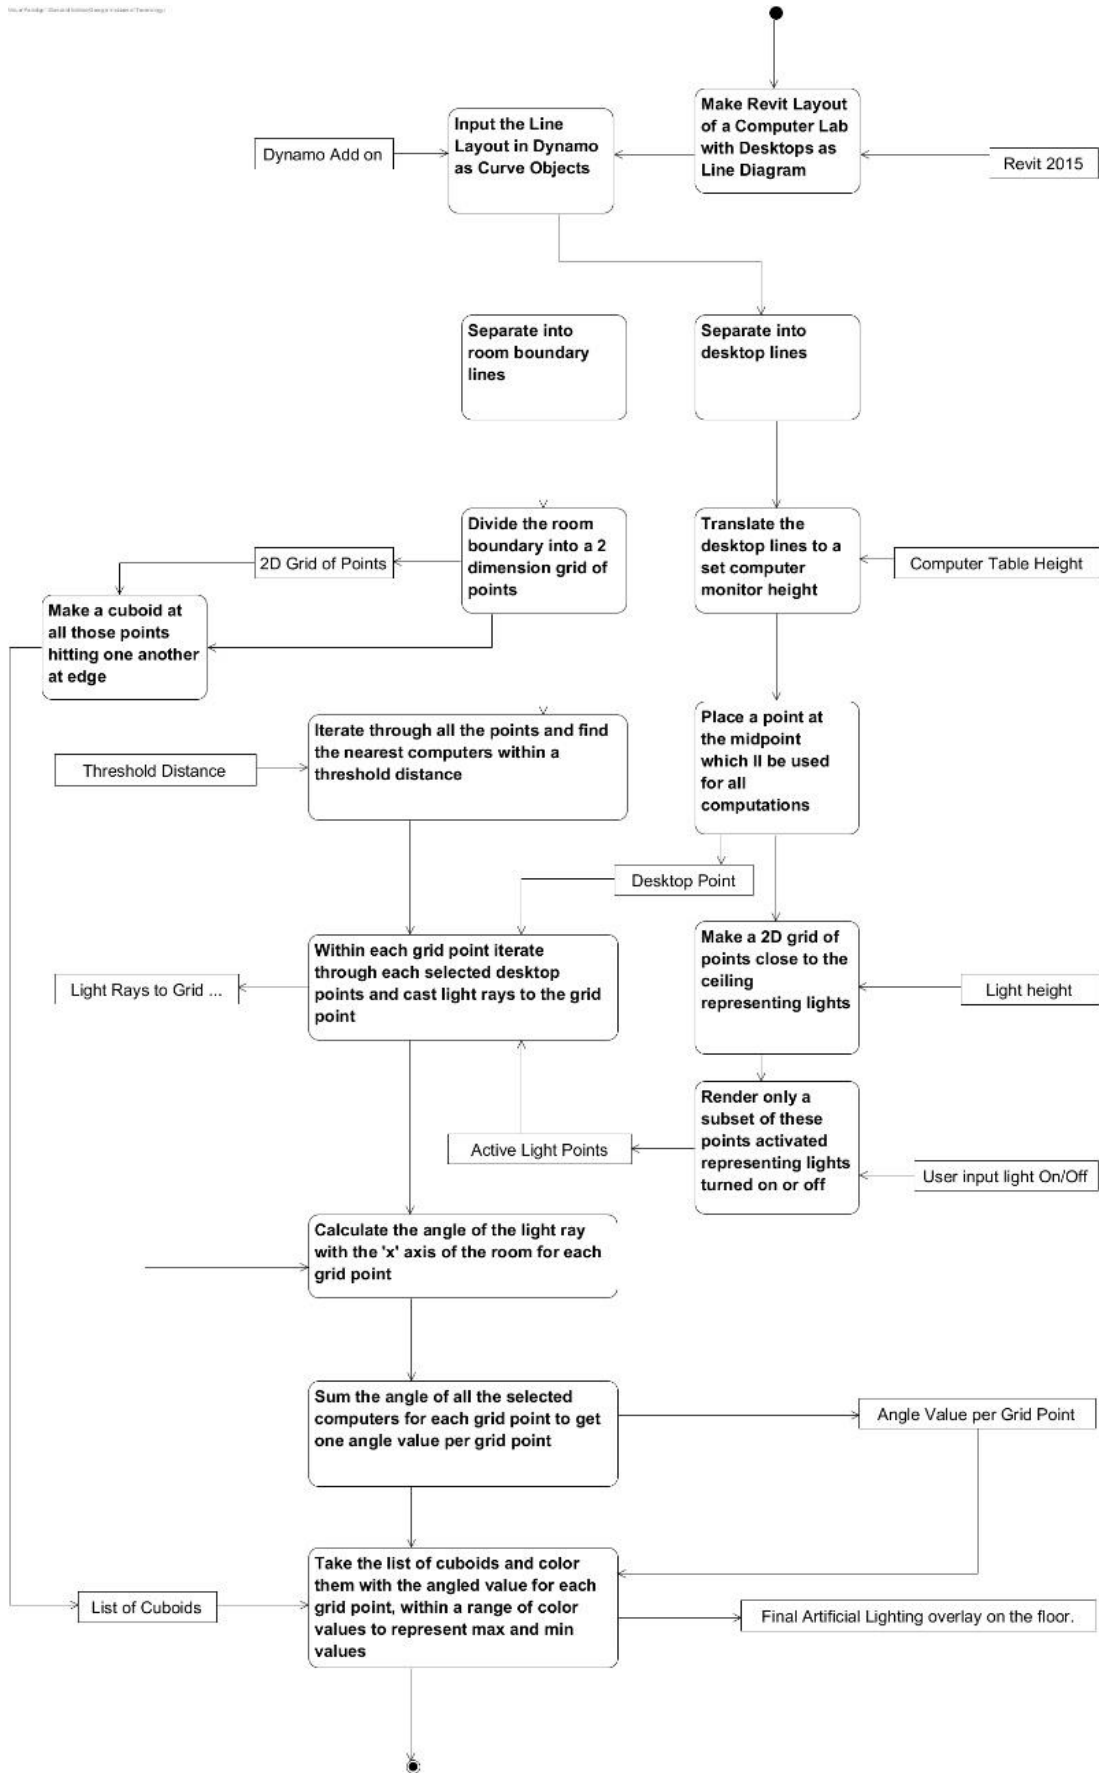 Make Revit Layout
of a Computer Lab
with Desktops as
Line Diagram
Input the Line
Layout in Dynamo
as Curve Objects
Dynamo Add on
Revit 2015
Separate into
room boundary
lines
Separate into
desktop lines
Divide the room
boundary into a 2
dimension grid of
points
2D Grid of Points
Translate the
desktop lines to a
set computer
monitor height
Computer Table Height
Make a cuboid at
all those points
hitting one another
at edge
Place a point at
the midpoint
which ll be used
for all
computations
Iterate through all the points and find
the nearest computers within a
threshold distance
Threshold Distance
Desktop Point
Within each grid point iterate
through each selected desktop
points and cast light rays to the grid
point
Light Rays to Grid ...
Make a 2D grid of
points close to the
ceiling
representing lights
Light height
Render only a
subset of these
points activated
representing lights
turned on or off
Active Light Points
User input light On/Off
Calculate the angle of the light ray
with the 'x' axis of the room for each
grid point
Sum the angle of all the selected
computers for each grid point to get
one angle value per grid point
Angle Value per Grid Point
Take the list of cuboids and color
them with the angled value for each
grid point, within a range of color
values to represent max and min
values
List of Cuboids
Final Artificial Lighting overlay on the floor.